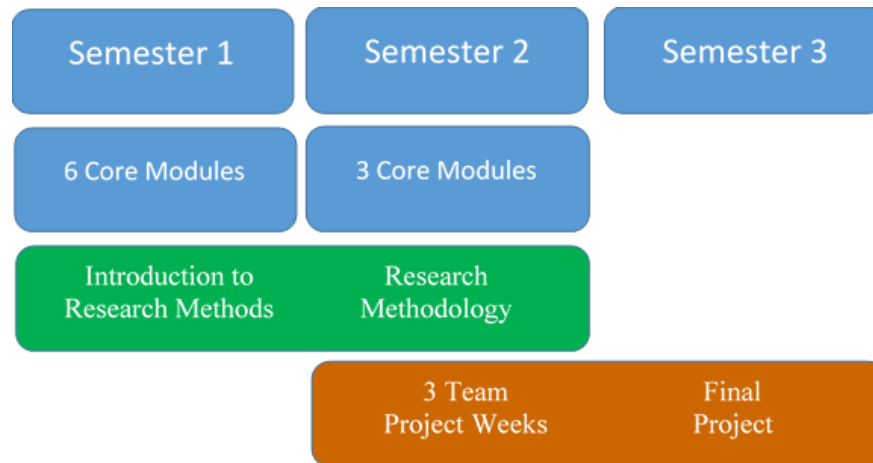 Semester 1
Semester 2
Semester 3
6 Core Modules
3 Core Modules
Introduction to
Research Methods
Research
Methodology
3 Team
Project Weeks
Final
Project